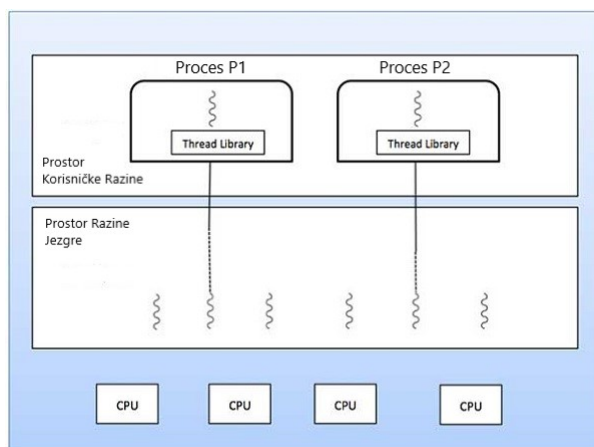 Proces P1
Proces P2
Thread Library
Thread Library
Prostor
Korisničke Razine
Prostor Razine
Jezgre
CPU
CPU
CPU
CPU